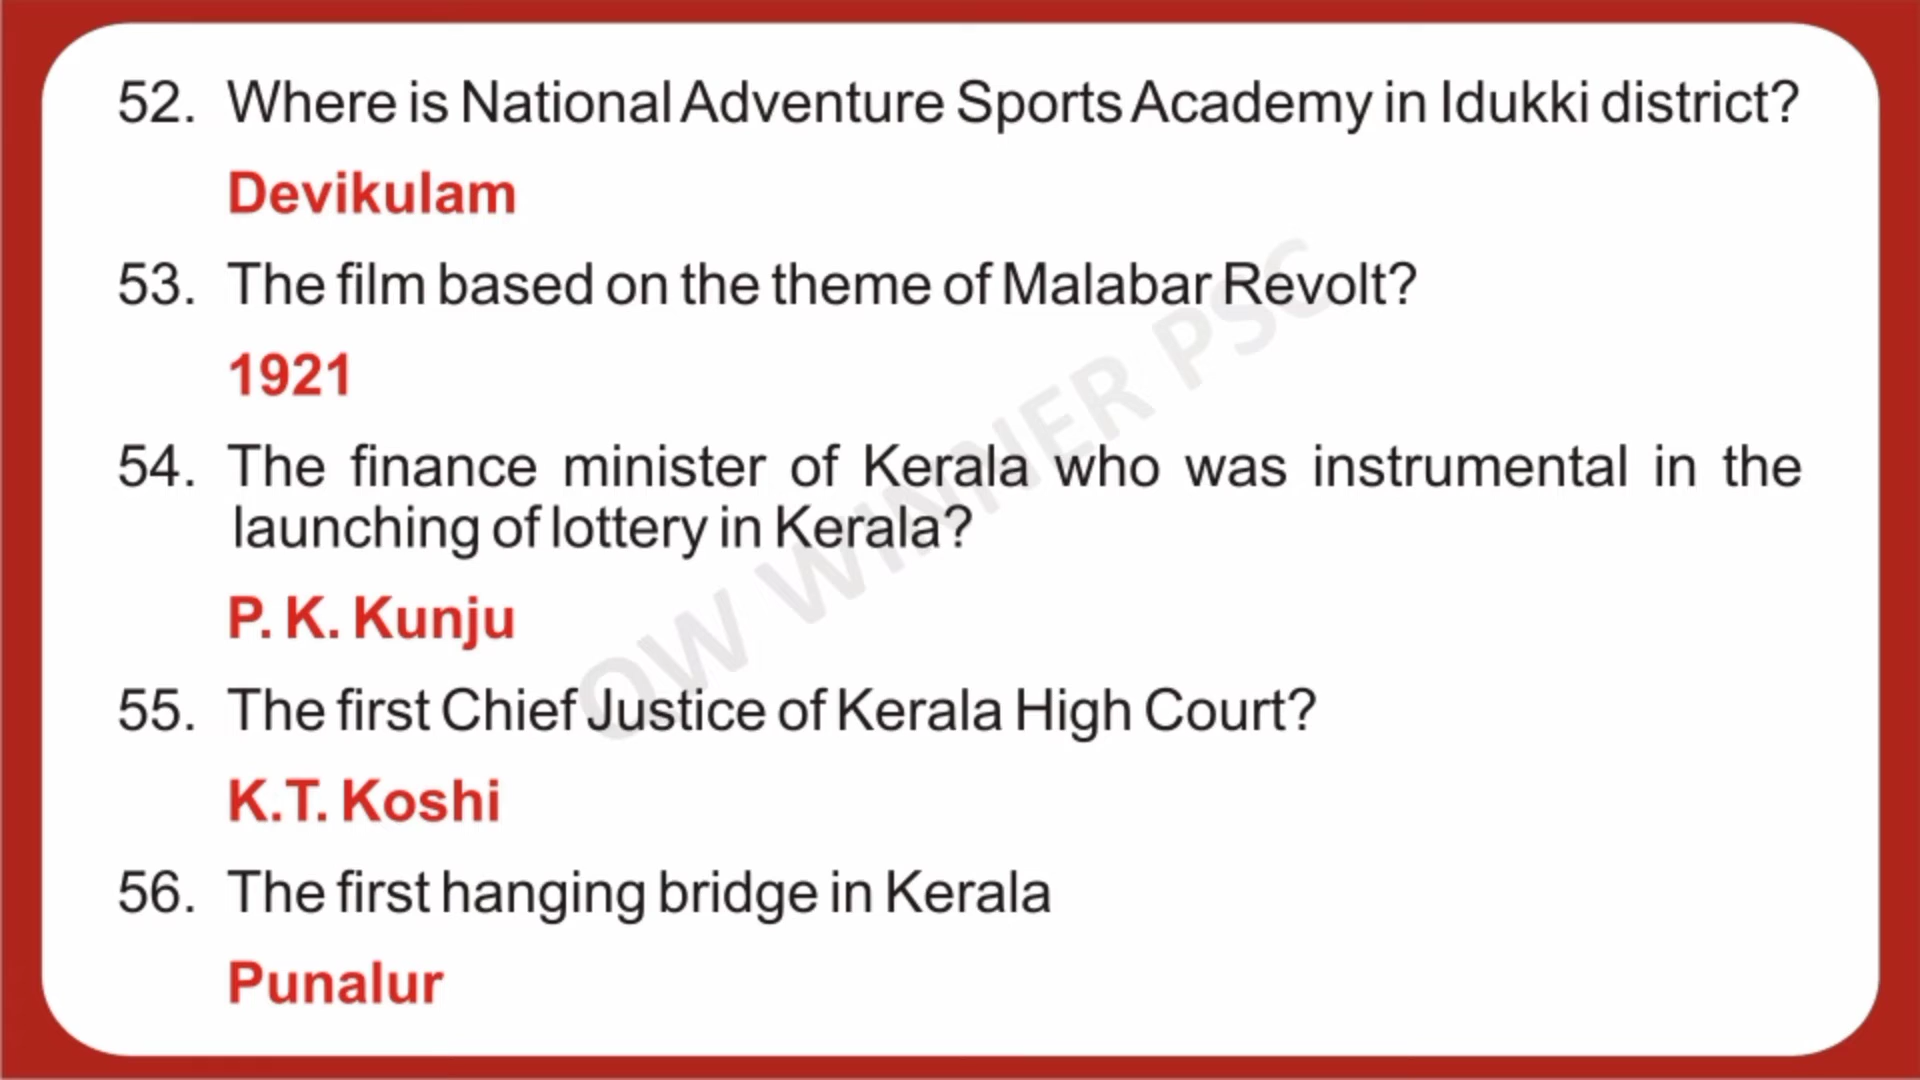 52. Where is National Adventure Sports Academy in Idukki district?
Devikulam
53. The film based on the theme of Malabar Revolt?
1921
54. The finance minister of Kerala who was instrumental in the
launching of lottery in Kerala?
P. K. Kunju
55. The first Chief Justice of Kerala High Court?
K.T. Koshi
56. The first hanging bridge in Kerala
Punalur
OW WINNER PSC